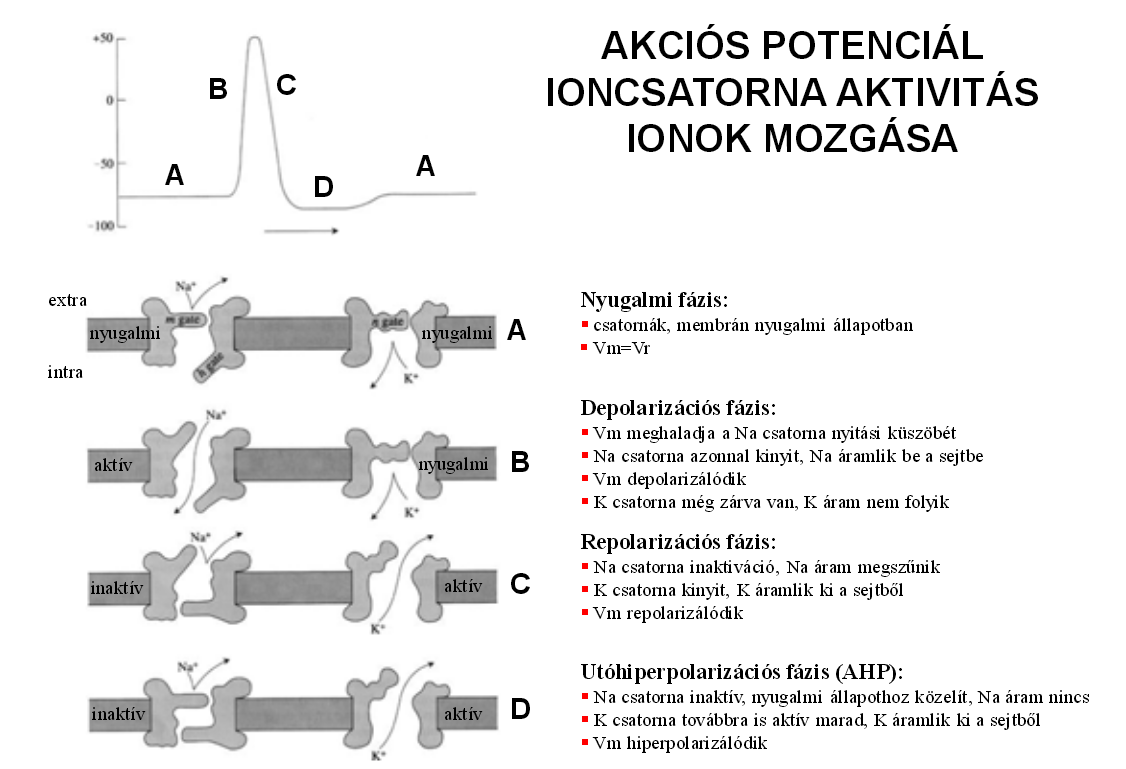 AKCIÓS POTENCIÁL
IONCSATORNA AKTIVITÁS
IONOK MOZGÁSA
+50
0
−50
−100
A
B
C
D
A
extra
intra
Na⁺
nyugalmi
m gate
h gate
n gate
nyugalmi
K⁺
A
Nyugalmi fázis:
csatornák, membrán nyugalmi állapotban
Vm=Vr
Na⁺
aktív
nyugalmi
K⁺
B
Depolarizációs fázis:
Vm meghaladja a Na csatorna nyitási küszöbét
Na csatorna azonnal kinyit, Na áramlik be a sejtbe
Vm depolarizálódik
K csatorna még zárva van, K áram nem folyik
Na⁺
inaktív
aktív
K⁺
C
Repolarizációs fázis:
Na csatorna inaktiváció, Na áram megszűnik
K csatorna kinyit, K áramlik ki a sejtből
Vm repolarizálódik
Na⁺
inaktív
aktív
K⁺
D
Utóhiperpolarizációs fázis (AHP):
Na csatorna inaktív, nyugalmi állapothoz közelít, Na áram nincs
K csatorna továbbra is aktív marad, K áramlik ki a sejtből
Vm hiperpolarizálódik